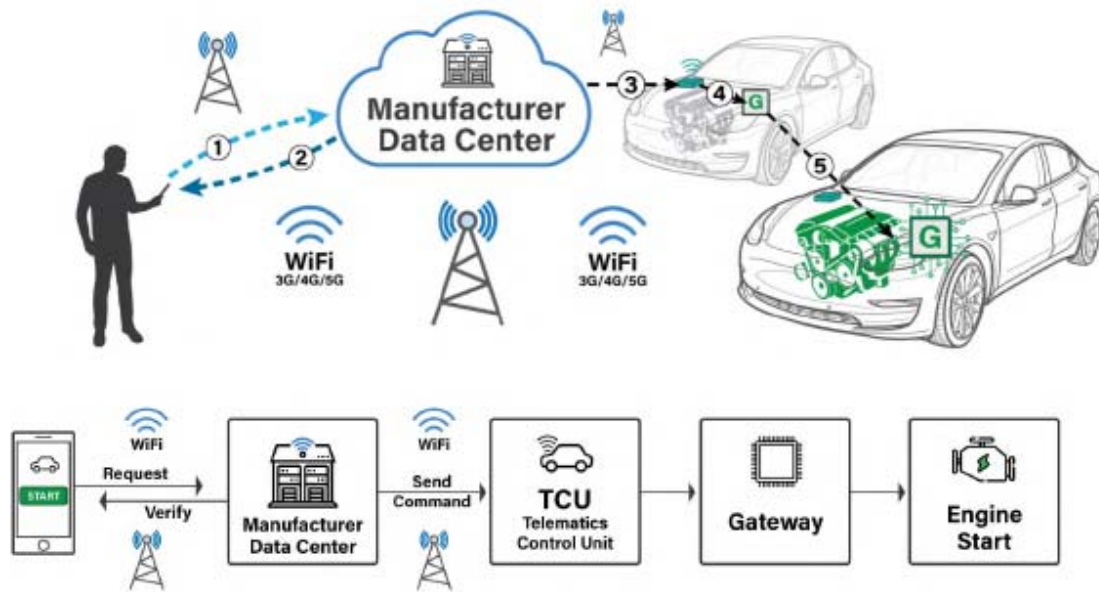 Manufacturer
Data Center
1
2
3
4
G
5
G
WiFi
3G/4G/5G
WiFi
3G/4G/5G
WiFi
WiFi
START
Request
Verify
Manufacturer
Data Center
Send
Command
TCU
Telematics
Control Unit
Gateway
Engine
Start